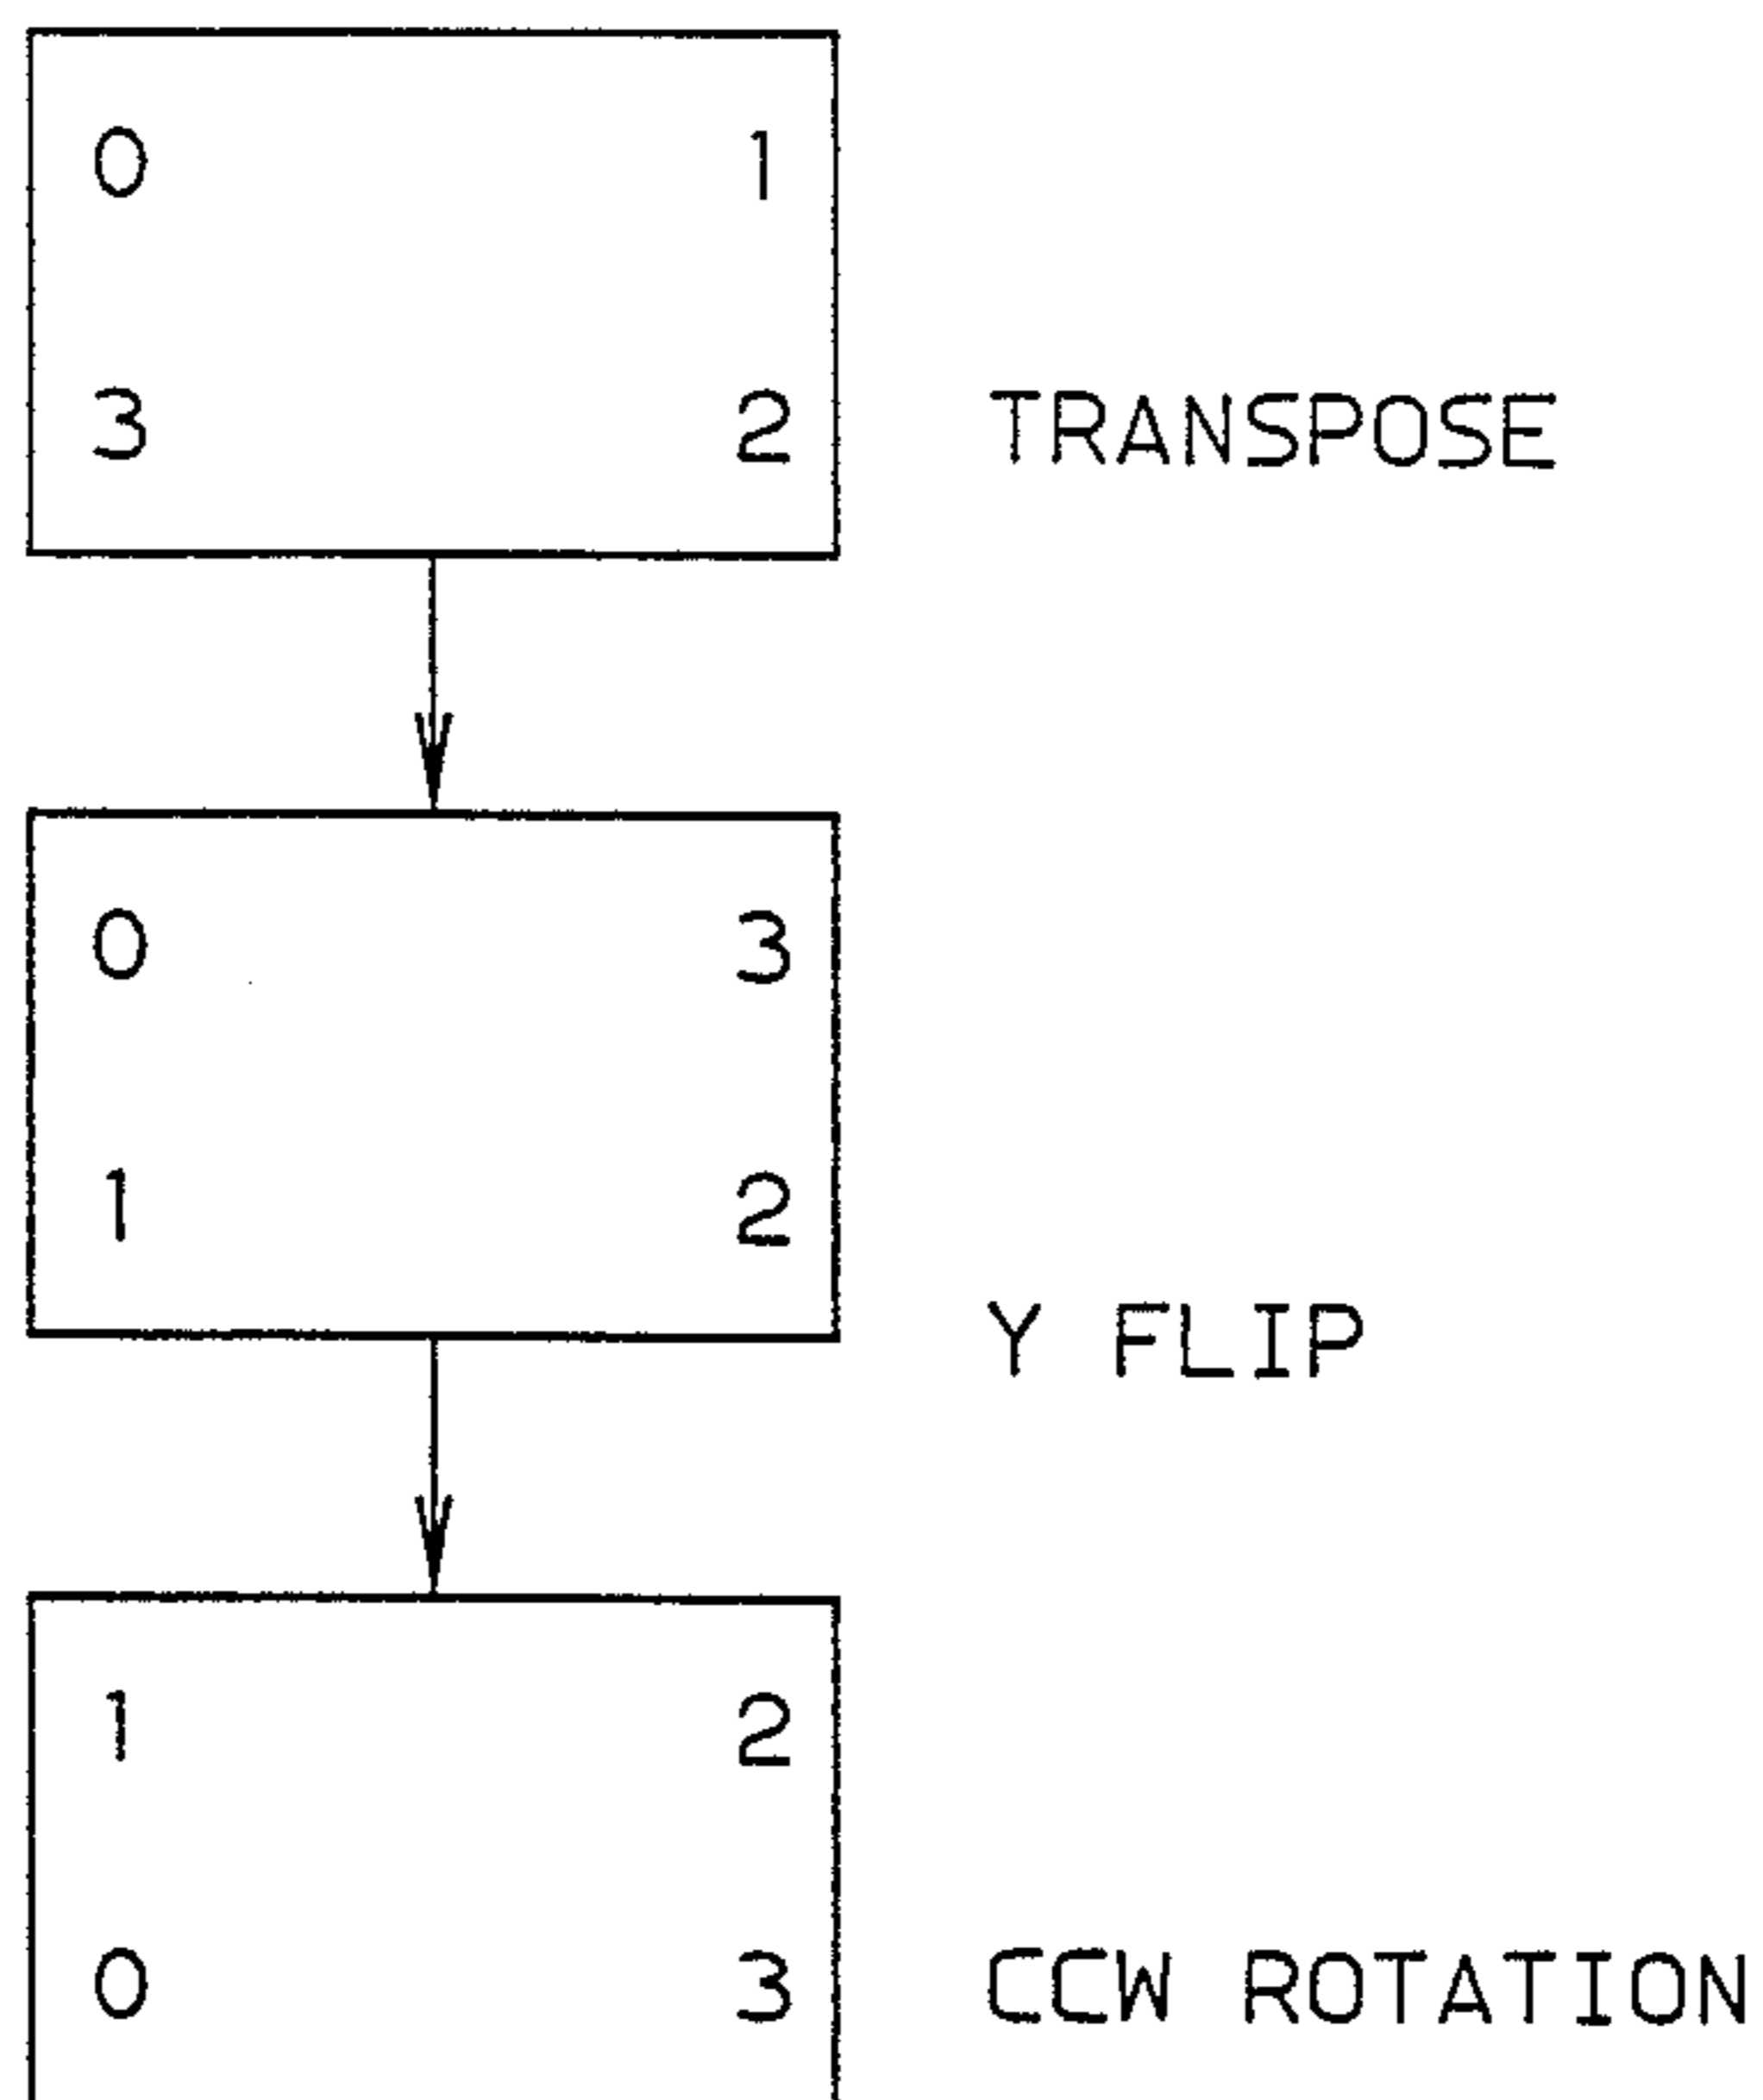 0 1
3 2 TRANSPOSE
0 3
1 2
Y FLIP
1 2
0 3 CCW ROTATION